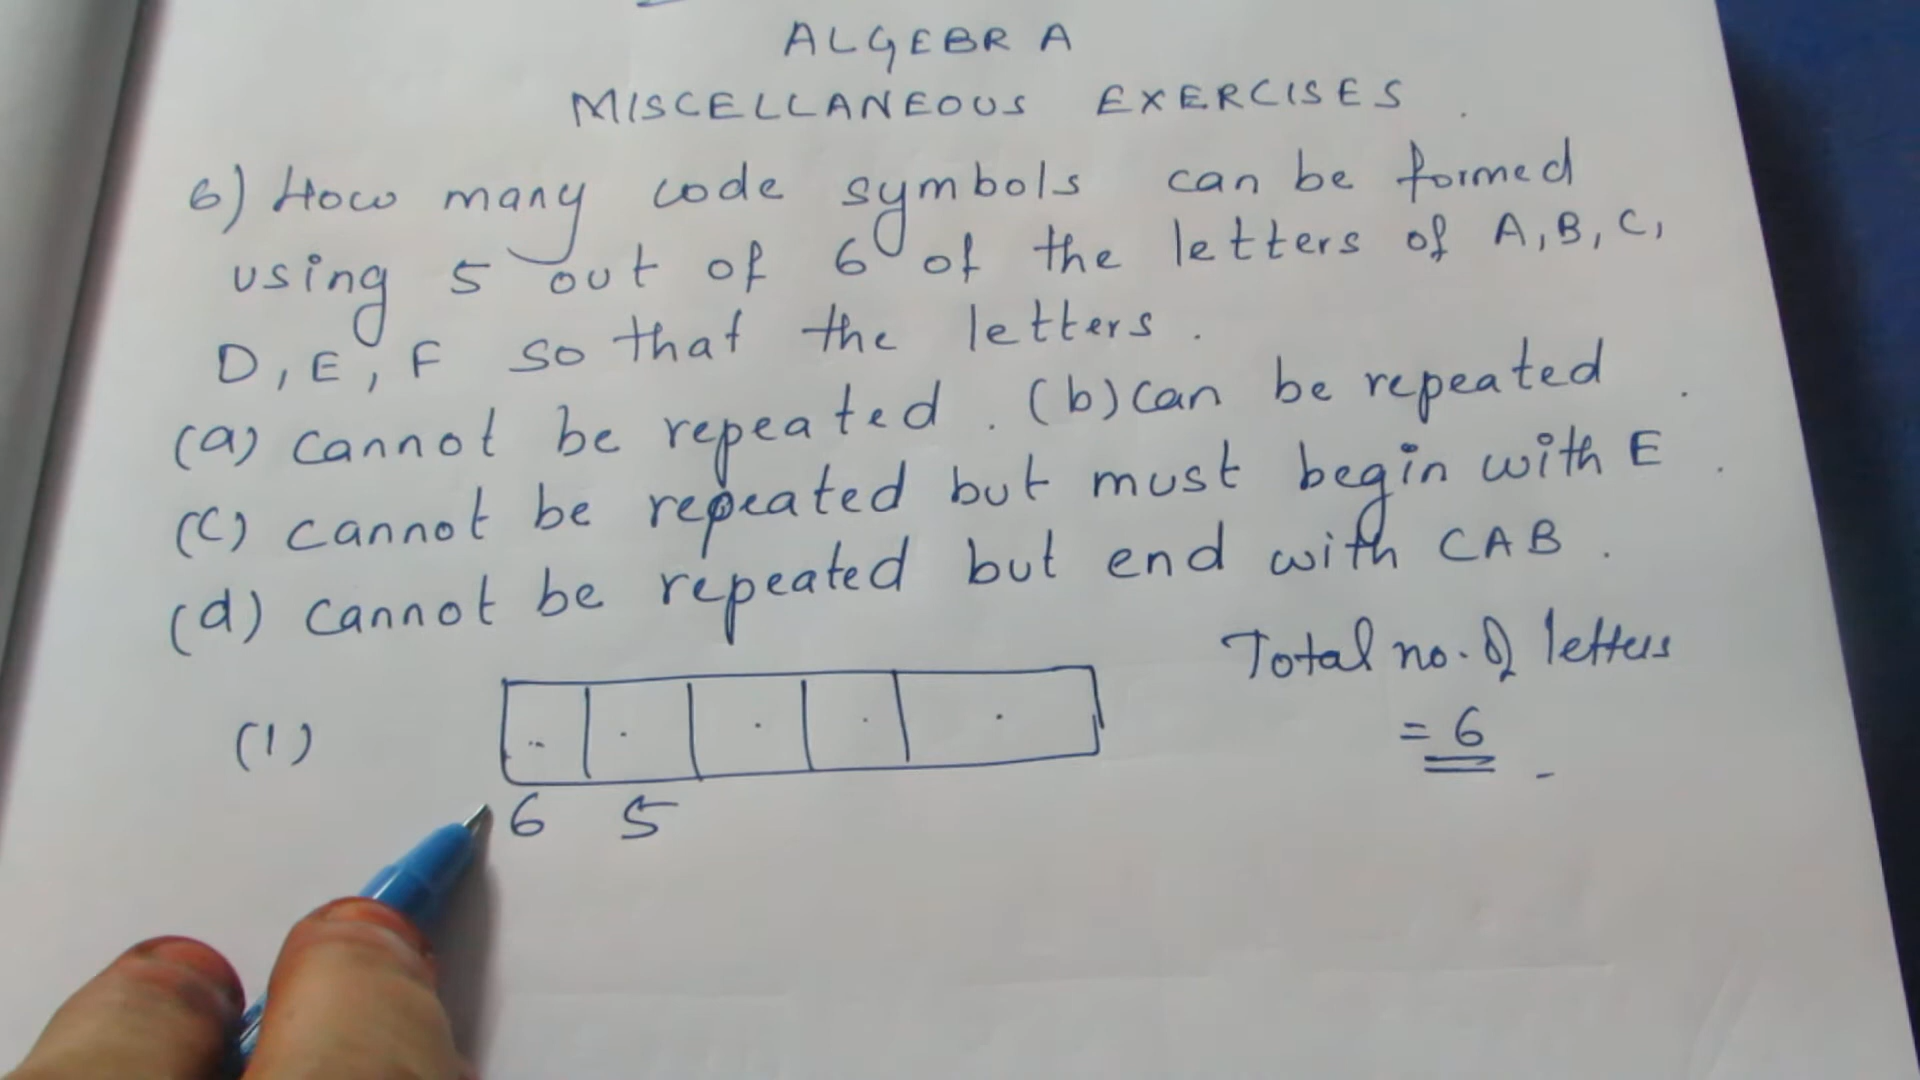 ALGEBRA
MISCELLANEOUS EXERCISES.
6) How many code symbols can be formed
using 5 out of 6 of the letters of A, B, C,
D, E, F so that the letters.
(a) cannot be repeated. (b) can be repeated.
(C) cannot be repeated but must begin with E.
(d) cannot be repeated but end with CAB.
Total no. of letters
(1)
= 6
6 5